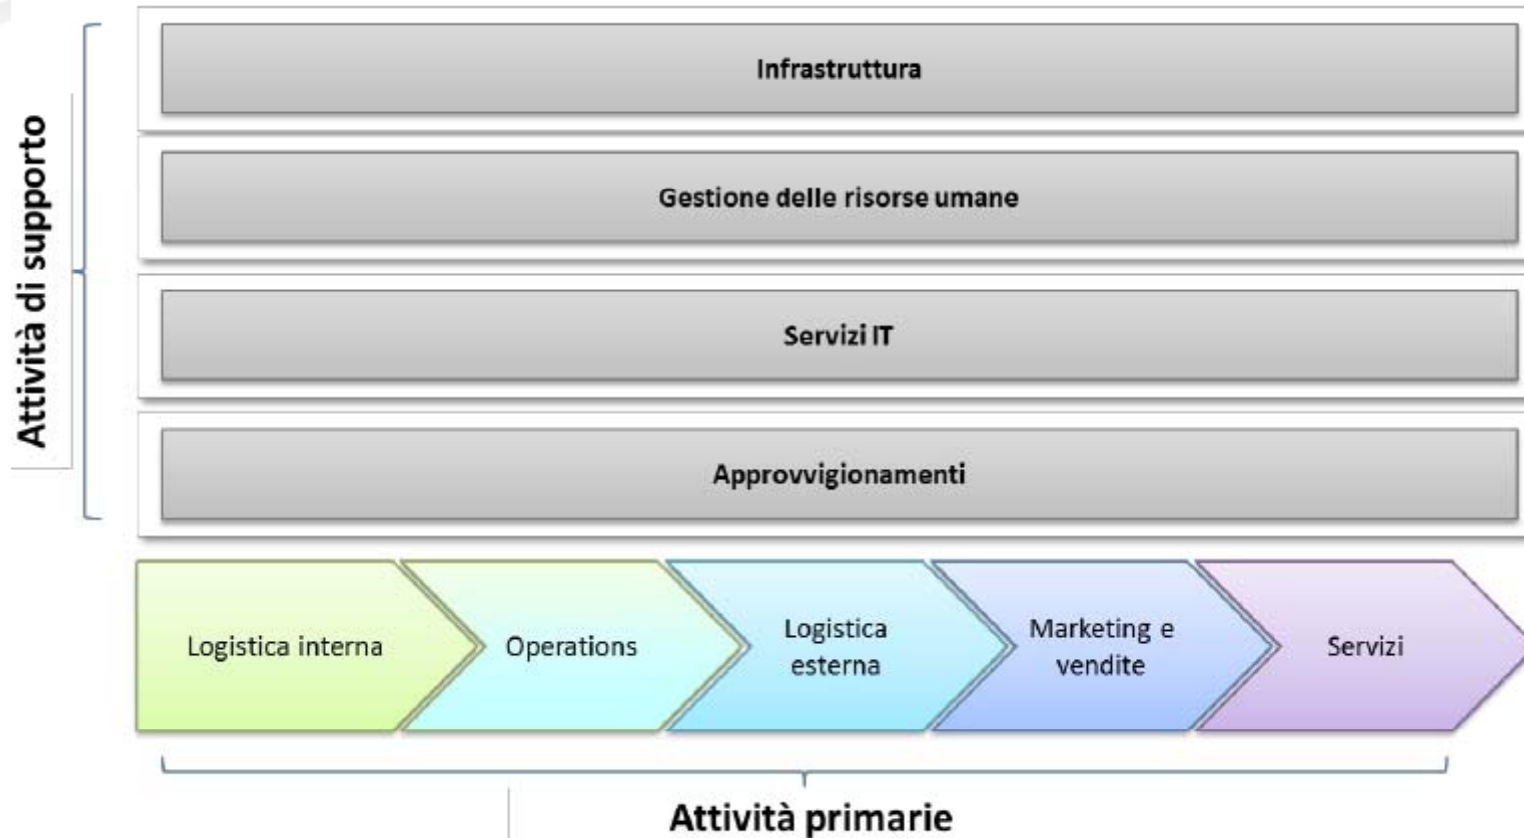 Attività di supporto
Infrastruttura
Gestione delle risorse umane
Servizi IT
Approvvigionamenti
Logistica interna
Operations
Logistica
esterna
Marketing e
vendite
Servizi
Attività primarie